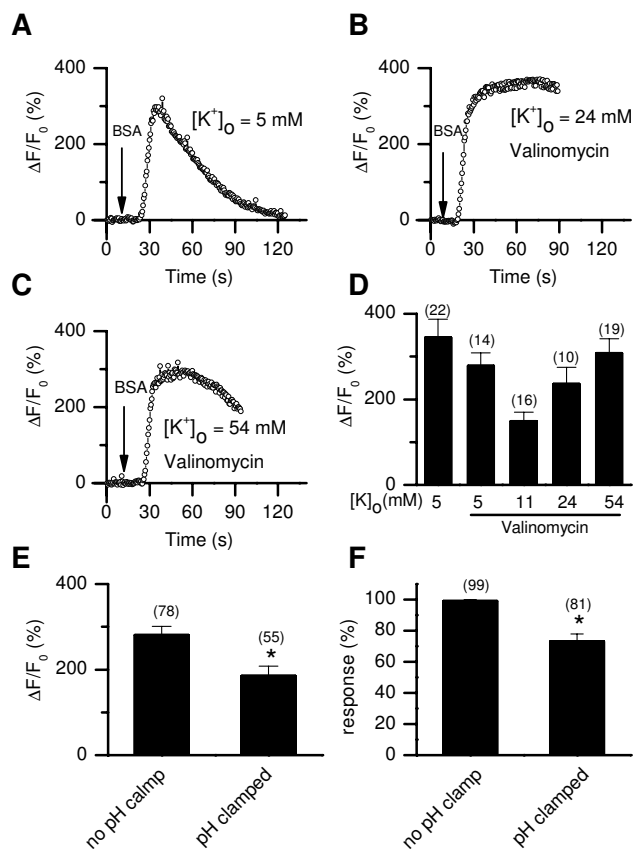 A
ΔF/F0 (%)
400
200
0
BSA
[K+]o = 5 mM
0 30 60 90 120
Time (s)
B
ΔF/F0 (%)
400
200
0
BSA
[K+]o = 24 mM
Valinomycin
0 30 60 90 120
Time (s)
C
ΔF/F0 (%)
400
200
0
BSA
[K+]o = 54 mM
Valinomycin
0 30 60 90 120
Time (s)
D
ΔF/F0 (%)
400
200
0
(22) (14) (16) (10) (19)
[K]o(mM) 5 5 11 24 54
Valinomycin
E
ΔF/F0 (%)
400
200
0
(78) (55)
*
no pH calmp
pH clamped
F
response (%)
100
80
60
40
20
0
(99) (81)
*
no pH clamp
pH clamped